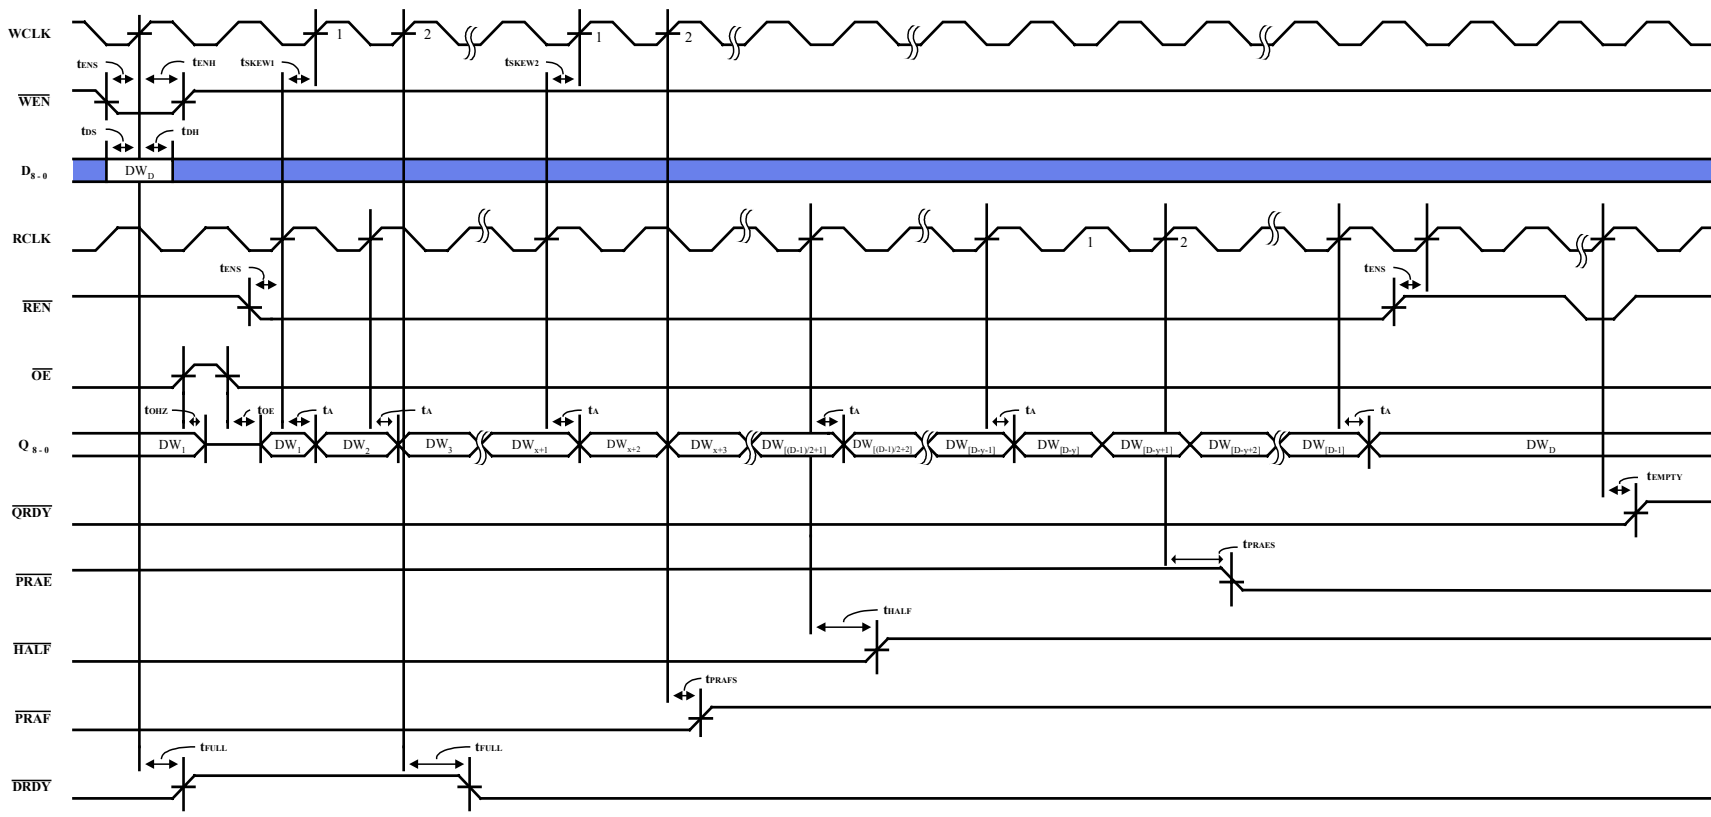 WCLK 1 2 1 2
tENS tENH tSKEW1 tSKEW2
WEN
tDS tDH
D8-0 DWD
RCLK 1 2
tENS tENS
REN
OE
tOHZ tOE tA tA tA tA tA tA
Q8-0 DW1 DW1 DW2 DW3 DWx+1 DWx+2 DWx+3 DW[(D-1)/2+1] DW[(D-1)/2+2] DW[D-y-1] DW[D-y] DW[D-y+1] DW[D-y+2] DW[D-1] DWD
tEMPTY
QRDY
tPRAES
PRAE
tHALF
HALF
tPRAFS
PRAF
tFULL tFULL
DRDY